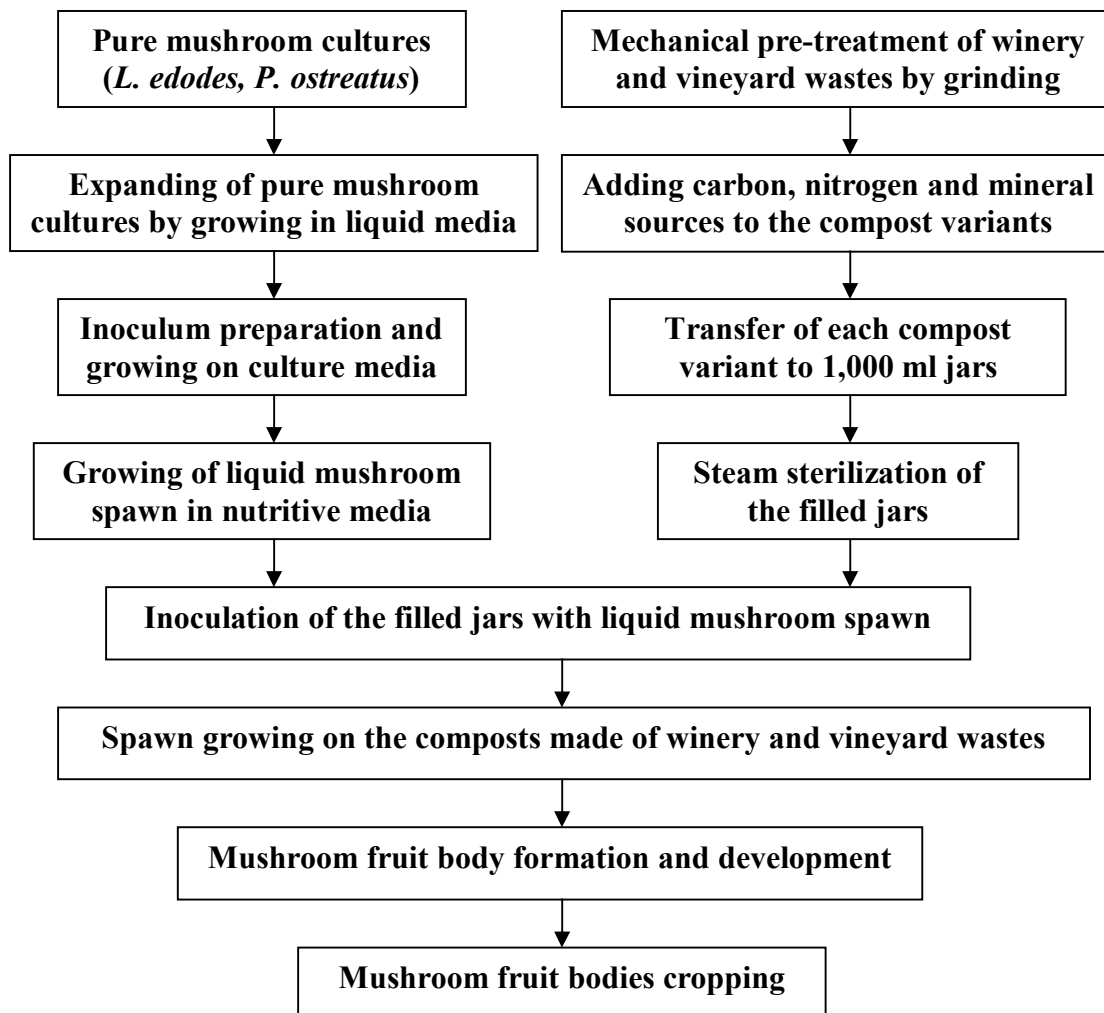 Pure mushroom cultures
(L. edodes, P. ostreatus)
Expanding of pure mushroom
cultures by growing in liquid media
Inoculum preparation and
growing on culture media
Growing of liquid mushroom
spawn in nutritive media
Mechanical pre-treatment of winery
and vineyard wastes by grinding
Adding carbon, nitrogen and mineral
sources to the compost variants
Transfer of each compost
variant to 1,000 ml jars
Steam sterilization of
the filled jars
Inoculation of the filled jars with liquid mushroom spawn
Spawn growing on the composts made of winery and vineyard wastes
Mushroom fruit body formation and development
Mushroom fruit bodies cropping